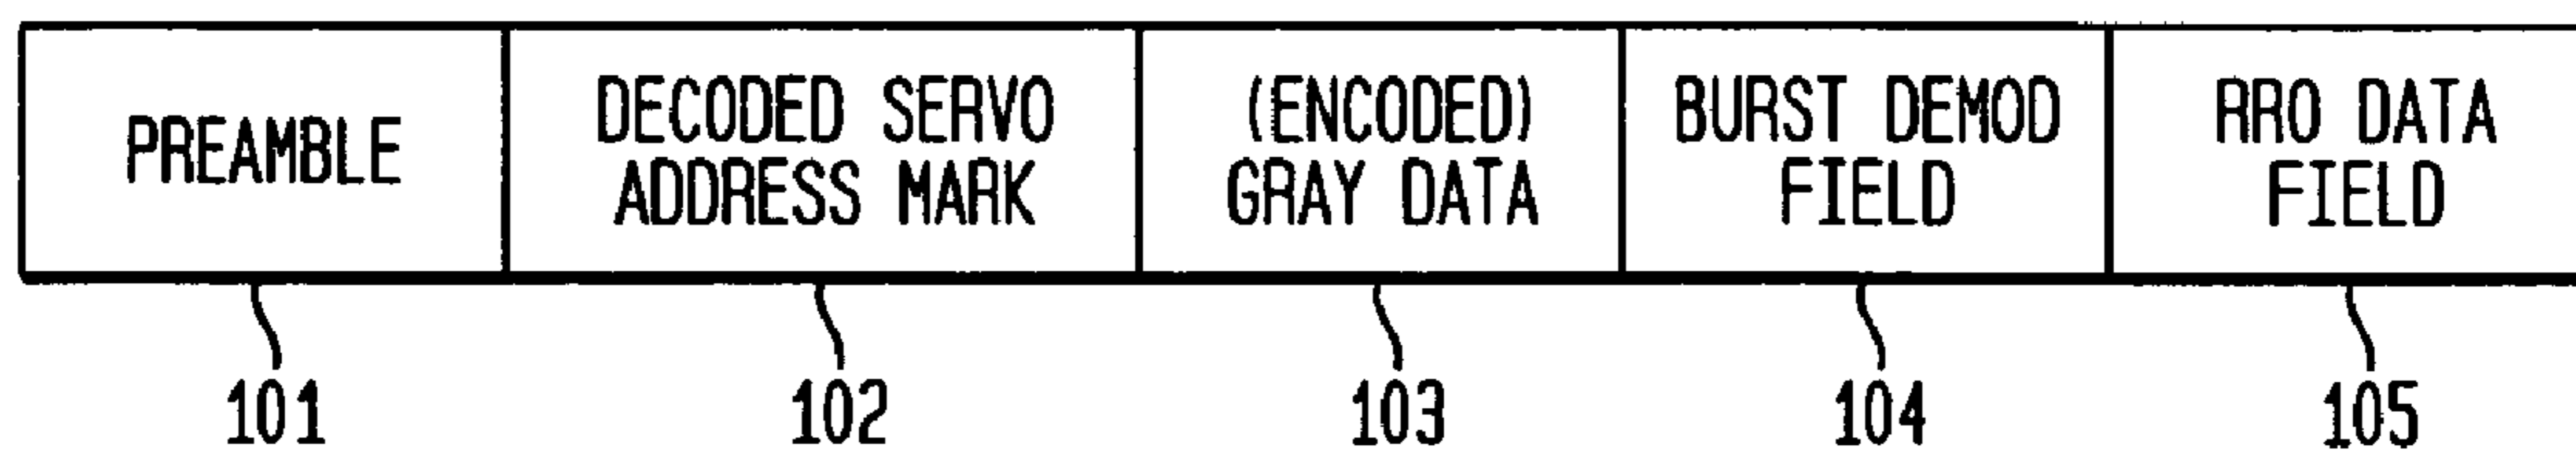 PREAMBLE
DECODED SERVO
ADDRESS MARK
(ENCODED)
GRAY DATA
BURST DEMOD
FIELD
RRO DATA
FIELD
101
102
103
104
105